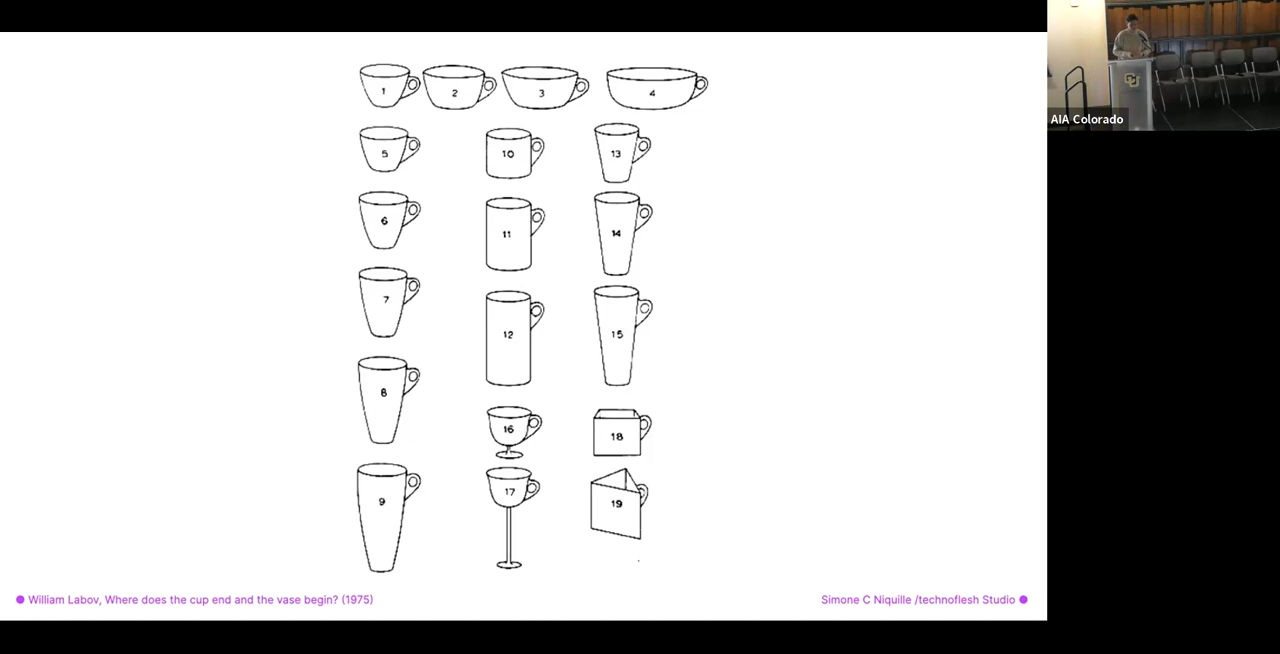 1 2 3 4
5 10 13
6 11 14
7 12 15
8 16 18
9 17 19
William Labov, Where does the cup end and the vase begin? (1975)
Simone C Niquille /technoflesh Studio
AIA Colorado
CU